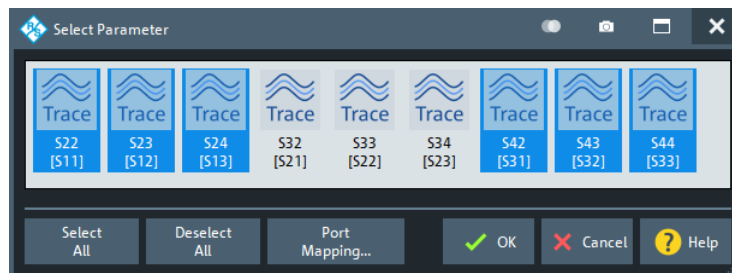 R&S Select Parameter
Trace Trace Trace Trace Trace Trace Trace Trace Trace
S22 S23 S24 S32 S33 S34 S42 S43 S44
[S11] [S12] [S13] [S21] [S22] [S23] [S31] [S32] [S33]
Select Deselect Port
All All Mapping... OK Cancel ? Help